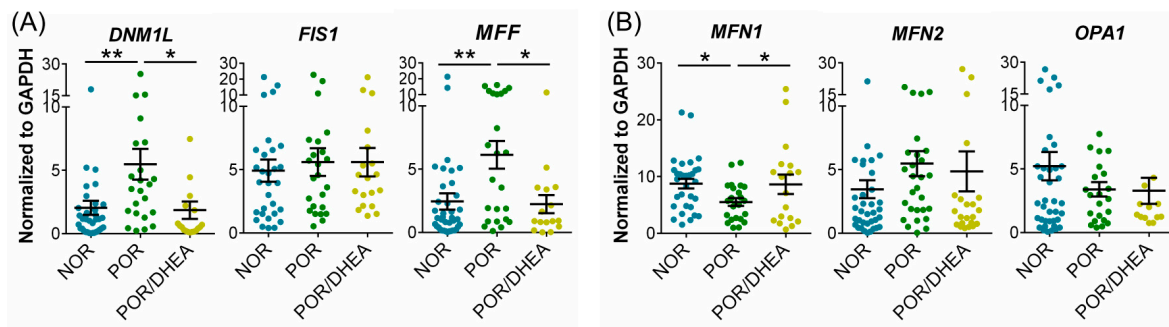 (A)
DNM1L
FIS1
MFF
** *
** *
Normalized to GAPDH
30
15
10
5
0
30
20
10
10
5
0
30
20
10
10
5
0
NOR
POR
POR/DHEA
NOR
POR
POR/DHEA
NOR
POR
POR/DHEA
(B)
MFN1
MFN2
OPA1
* *
Normalized to GAPDH
30
20
10
0
30
15
10
5
0
30
15
10
5
0
NOR
POR
POR/DHEA
NOR
POR
POR/DHEA
NOR
POR
POR/DHEA